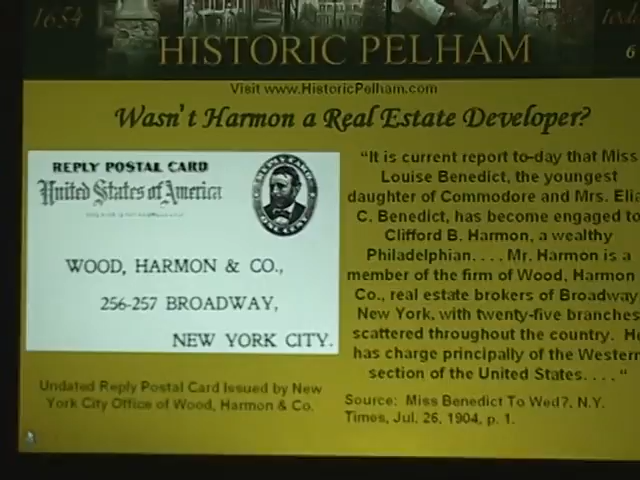 1654
HISTORIC PELHAM
6
Visit www.HistoricPelham.com
Wasn't Harmon a Real Estate Developer?
REPLY POSTAL CARD
United States of America
WOOD, HARMON & CO.,
256-257 BROADWAY,
NEW YORK CITY.
Undated Reply Postal Card Issued by New
York City Office of Wood, Harmon & Co.
"It is current report to-day that Miss
Louise Benedict, the youngest
daughter of Commodore and Mrs. Elia
C. Benedict, has become engaged to
Clifford B. Harmon, a wealthy
Philadelphian. . . . Mr. Harmon is a
member of the firm of Wood, Harmon
Co., real estate brokers of Broadway
New York, with twenty-five branches
scattered throughout the country. He
has charge principally of the Western
section of the United States. . . . "
Source: Miss Benedict To Wed?, N.Y.
Times, Jul. 26, 1904, p. 1.